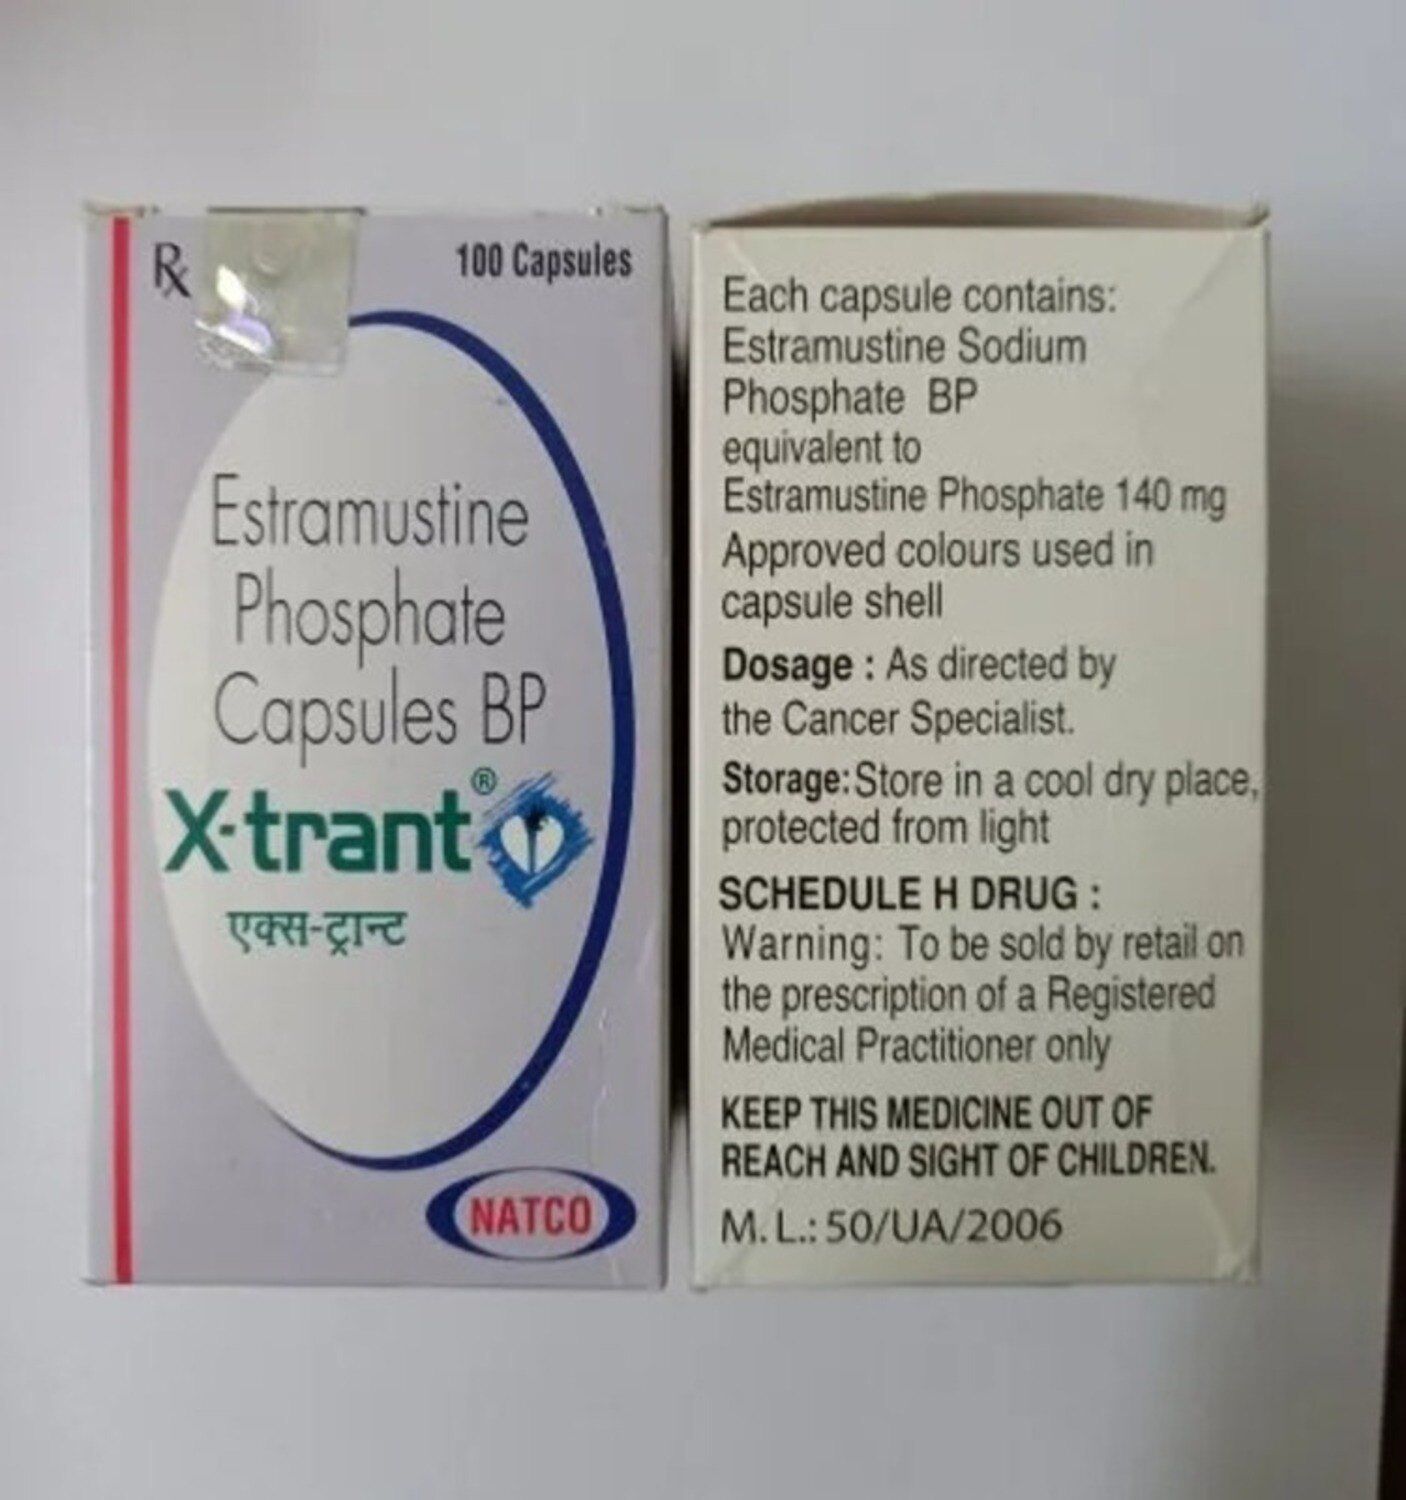 Rx
100 Capsules
Estramustine
Phosphate
Capsules BP
X-trant®
एक्स-ट्रान्ट
NATCO
Each capsule contains:
Estramustine Sodium
Phosphate BP
equivalent to
Estramustine Phosphate 140 mg
Approved colours used in
capsule shell
Dosage : As directed by
the Cancer Specialist.
Storage: Store in a cool dry place,
protected from light
SCHEDULE H DRUG :
Warning: To be sold by retail on
the prescription of a Registered
Medical Practitioner only
KEEP THIS MEDICINE OUT OF
REACH AND SIGHT OF CHILDREN.
M. L.: 50/UA/2006